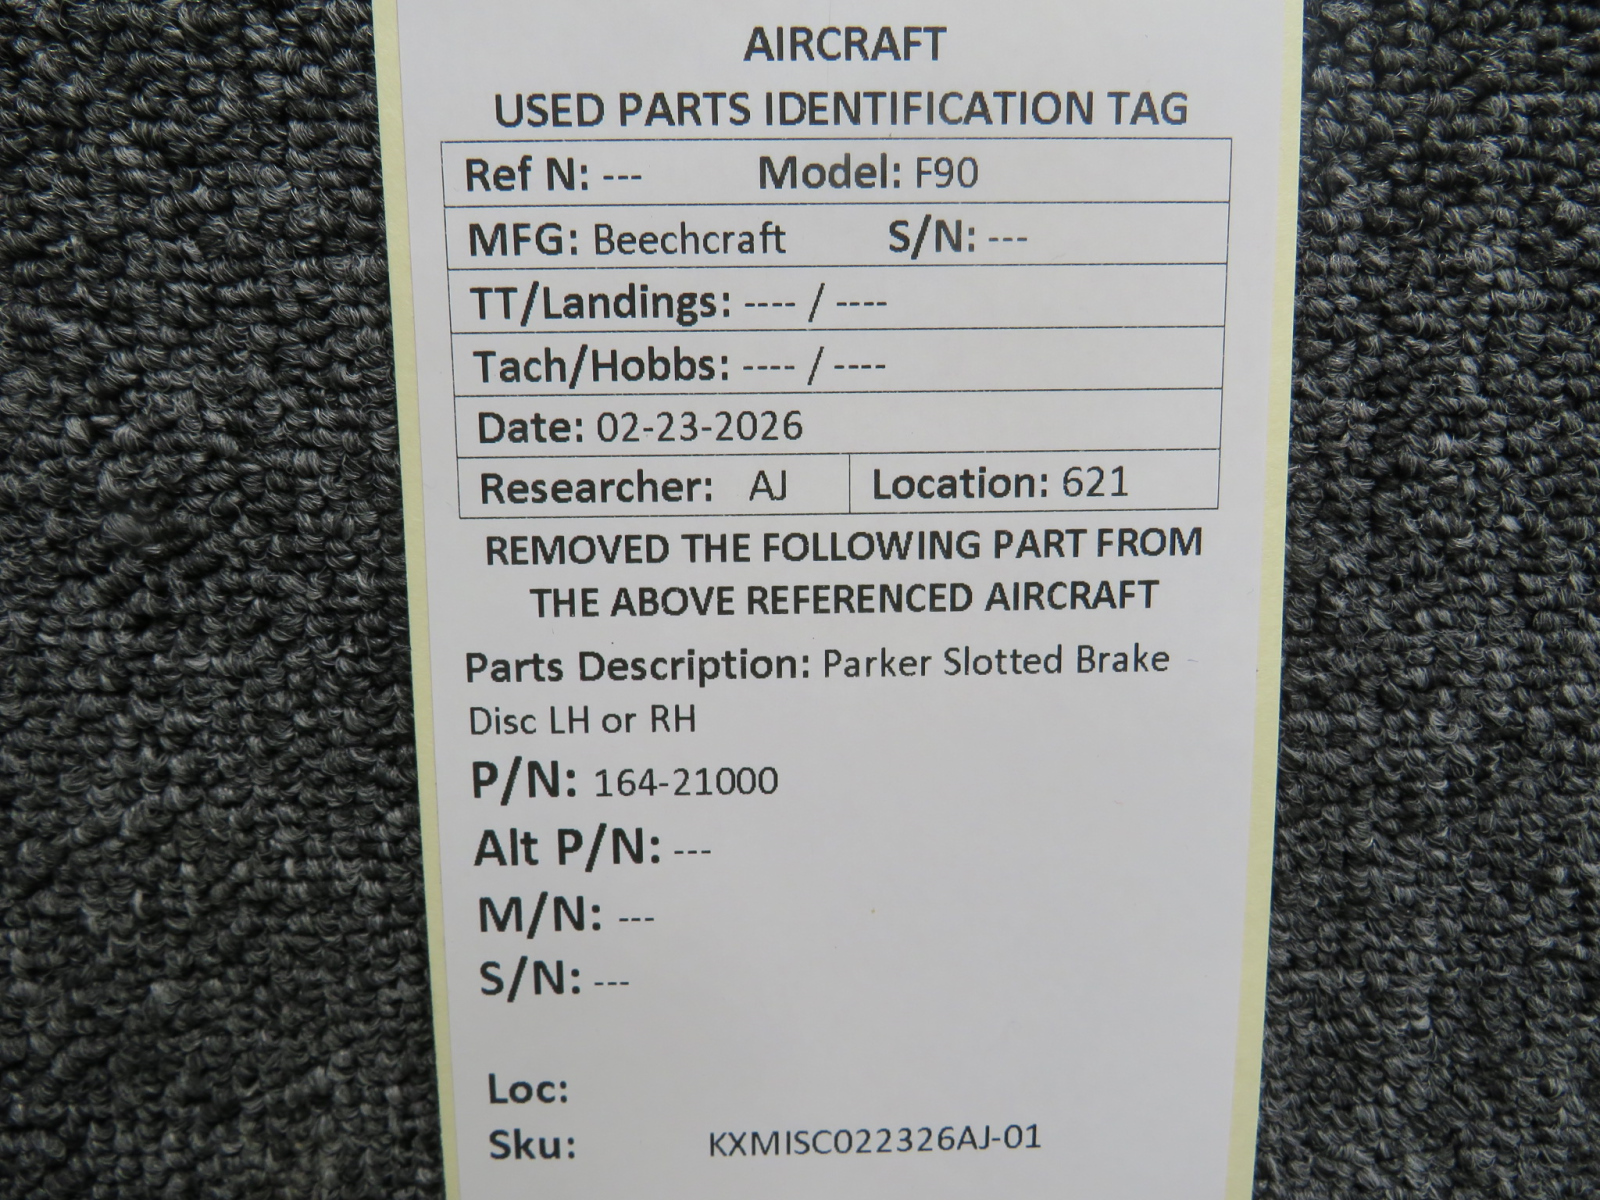 AIRCRAFT
USED PARTS IDENTIFICATION TAG
Ref N: --- Model: F90
MFG: Beechcraft S/N: ---
TT/Landings: ---- / ----
Tach/Hobbs: ---- / ----
Date: 02-23-2026
Researcher: AJ Location: 621
REMOVED THE FOLLOWING PART FROM
THE ABOVE REFERENCED AIRCRAFT
Parts Description: Parker Slotted Brake
Disc LH or RH
P/N: 164-21000
Alt P/N: ---
M/N: ---
S/N: ---
Loc:
Sku: KXMISC022326AJ-01